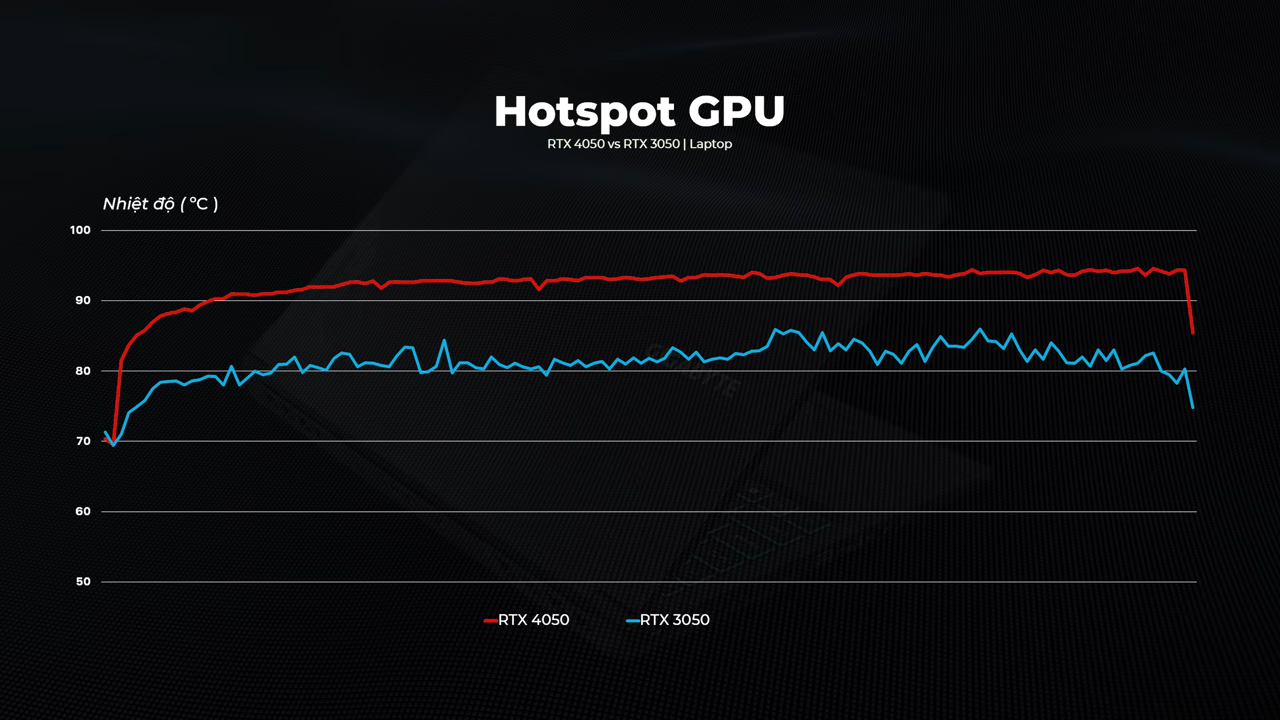 Hotspot GPU
RTX 4050 vs RTX 3050 | Laptop
Nhiệt độ ( °C )
100
90
80
70
60
50
GIGABYTE
RTX 4050
RTX 3050